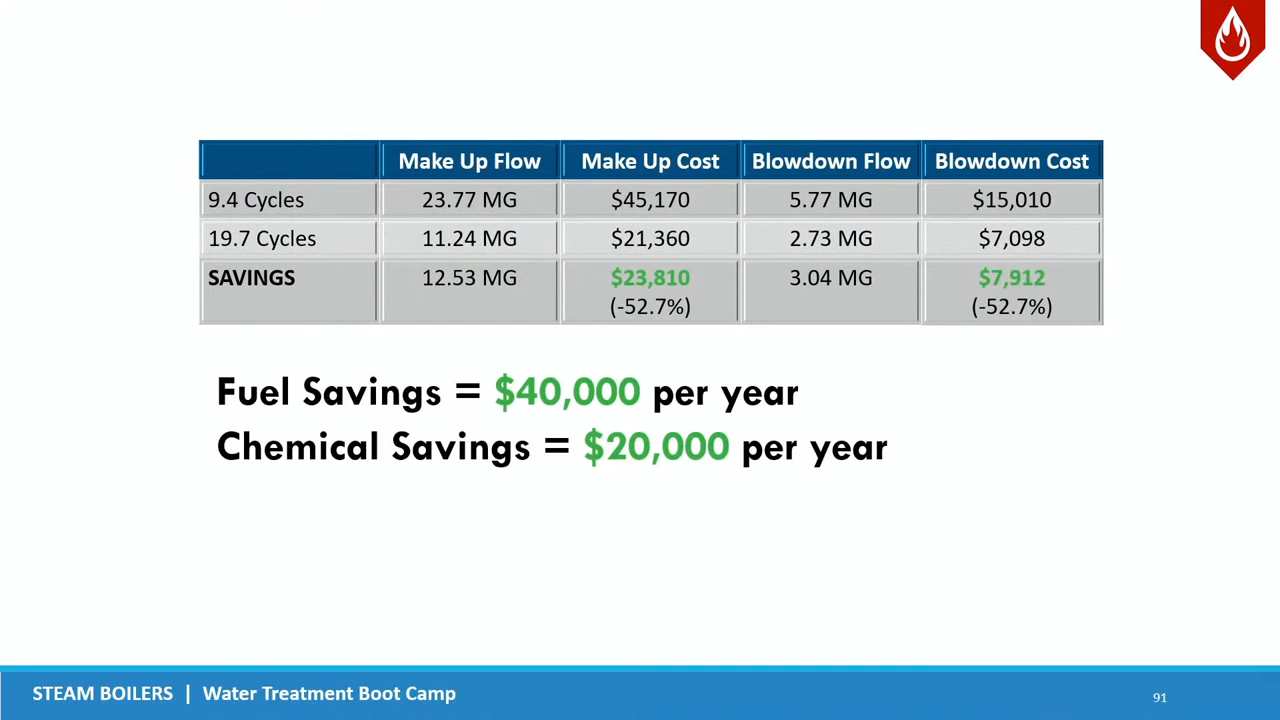 Make Up Flow Make Up Cost Blowdown Flow Blowdown Cost
9.4 Cycles 23.77 MG $45,170 5.77 MG $15,010
19.7 Cycles 11.24 MG $21,360 2.73 MG $7,098
SAVINGS 12.53 MG $23,810 3.04 MG $7,912
(-52.7%) (-52.7%)
Fuel Savings = $40,000 per year
Chemical Savings = $20,000 per year
STEAM BOILERS | Water Treatment Boot Camp 91